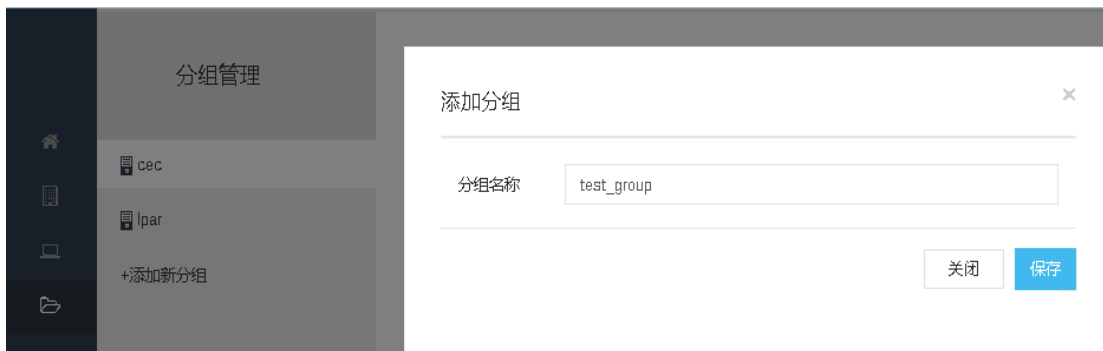 分组管理
cec
lpar
+添加新分组
添加分组
×
分组名称
test_group
关闭
保存